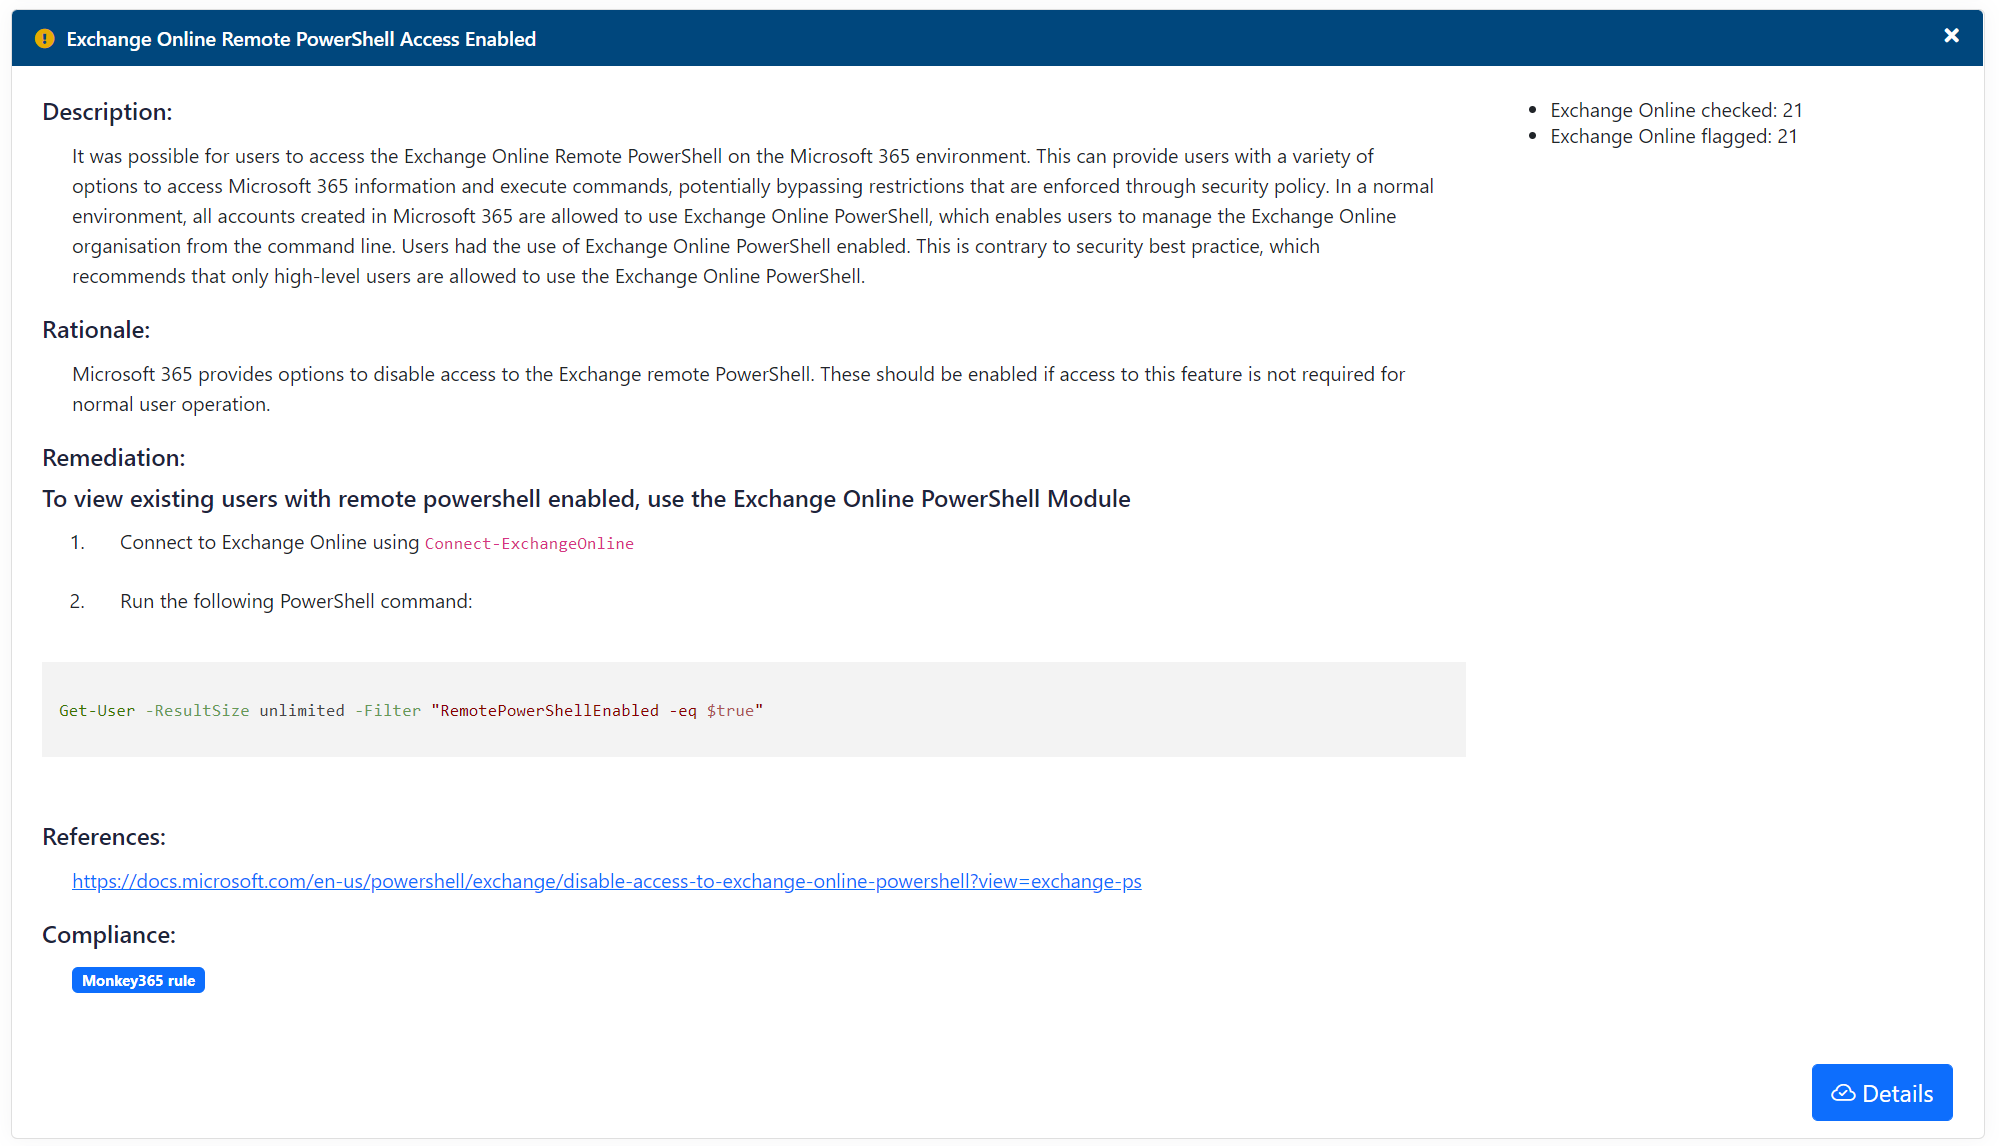 Exchange Online Remote PowerShell Access Enabled
Description:
It was possible for users to access the Exchange Online Remote PowerShell on the Microsoft 365 environment. This can provide users with a variety of
options to access Microsoft 365 information and execute commands, potentially bypassing restrictions that are enforced through security policy. In a normal
environment, all accounts created in Microsoft 365 are allowed to use Exchange Online PowerShell, which enables users to manage the Exchange Online
organisation from the command line. Users had the use of Exchange Online PowerShell enabled. This is contrary to security best practice, which
recommends that only high-level users are allowed to use the Exchange Online PowerShell.
Rationale:
Microsoft 365 provides options to disable access to the Exchange remote PowerShell. These should be enabled if access to this feature is not required for
normal user operation.
Remediation:
To view existing users with remote powershell enabled, use the Exchange Online PowerShell Module
1. Connect to Exchange Online using Connect-ExchangeOnline
2. Run the following PowerShell command:
Get-User -ResultSize unlimited -Filter "RemotePowerShellEnabled -eq $true"
References:
https://docs.microsoft.com/en-us/powershell/exchange/disable-access-to-exchange-online-powershell?view=exchange-ps
Compliance:
Monkey365 rule
• Exchange Online checked: 21
• Exchange Online flagged: 21
Details